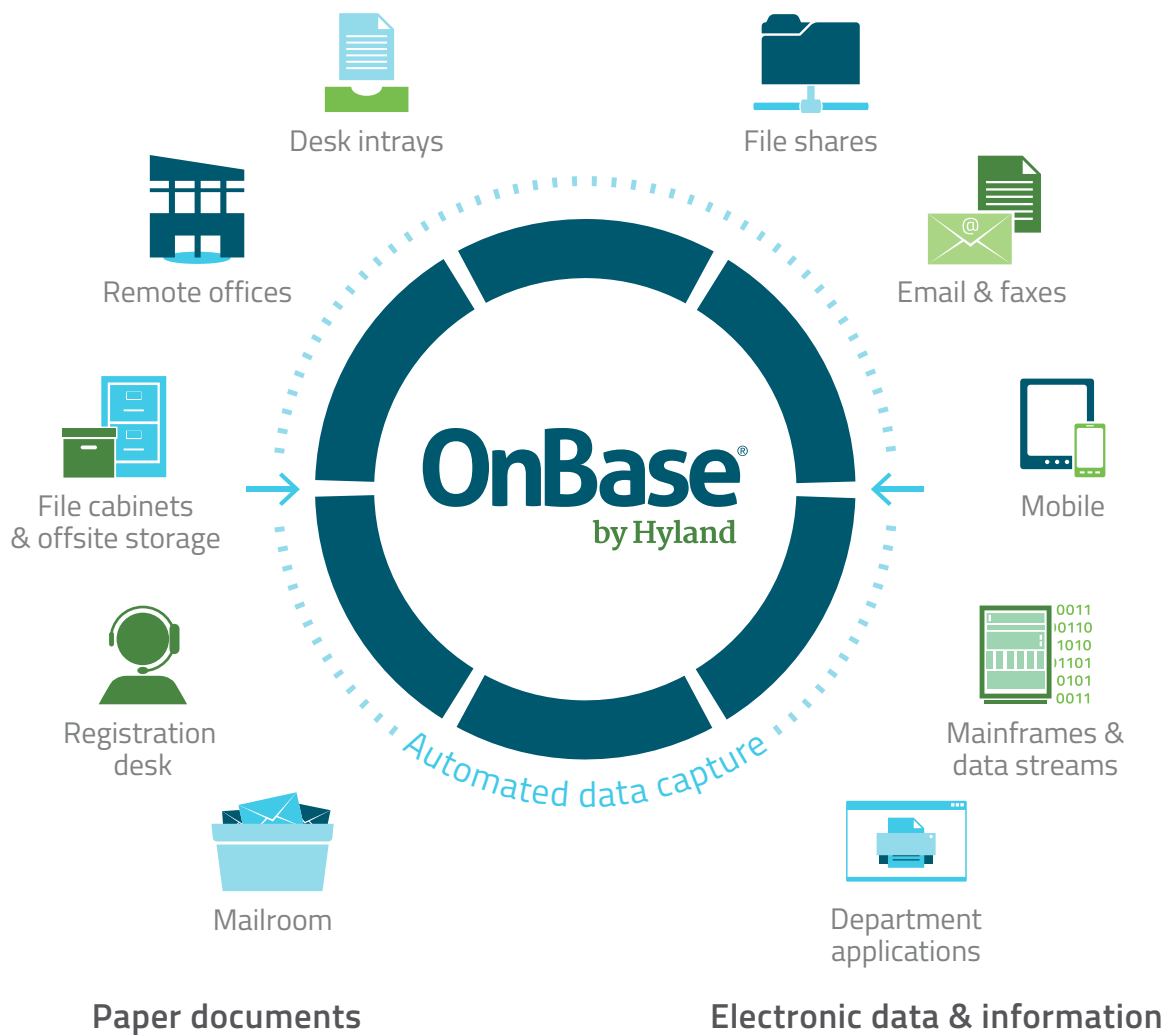 Desk intrays
File shares
Remote offices
@
Email & faxes
OnBase®
by Hyland
File cabinets
& offsite storage
Mobile
0011
0110
1010
1101
0101
0011
Registration
desk
Mainframes &
data streams
Automated data capture
Mailroom
Department
applications
Paper documents
Electronic data & information